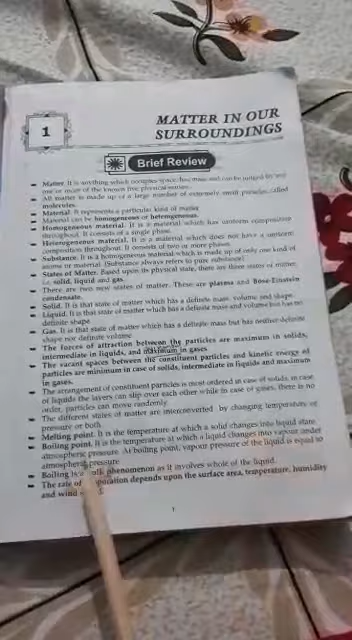 1
MATTER IN OUR
SURROUNDINGS
Brief Review
Matter. It is anything which occupies space, has mass and can be judged by any
one or more of the known five physical senses.
All matter is made up of a large number of extremely small particles called
molecules.
Material. It represents a particular kind of matter.
Material can be homogeneous or heterogeneous.
Homogeneous material. It is a material which has uniform composition
throughout. It consists of a single phase.
Heterogeneous material. It is a material which does not have a uniform
composition throughout. It consists of two or more phases.
Substance. It is a homogeneous material which is made up of only one kind of
atoms or material. (Substance always refers to pure substance)
States of Matter. Based upon its physical state, there are three states of matter,
i.e. solid, liquid and gas.
There are two new states of matter. These are plasma and Bose-Einstein
condensate.
Solid. It is that state of matter which has a definite mass, volume and shape.
Liquid. It is that state of matter which has a definite mass and volume but has no
definite shape.
Gas. It is that state of matter which has a definite mass but has neither definite
shape nor definite volume.
The forces of attraction between the particles are maximum in solids,
intermediate in liquids, and in gases
The vacant spaces between the constituent particles and kinetic energy of
particles are minimum in case of solids, intermediate in liquids and maximum
in gases.
The arrangement of constituent particles is most ordered in case of solids, in case
of liquids the layers can slip over each other while in case of gases, there is no
order, particles can move randomly.
The different states of matter are interconverted by changing temperature or
pressure or both.
Melting point. It is the temperature at which a solid changes into liquid state.
Boiling point. It is the temperature at which a liquid changes into vapour under
atmospheric pressure. At boiling point, vapour pressure of the liquid is equal to
atmospheric pressure.
Boiling is a phenomenon as it involves whole of the liquid.
The rate of depends upon the surface area, temperature, humidity
and wind
1